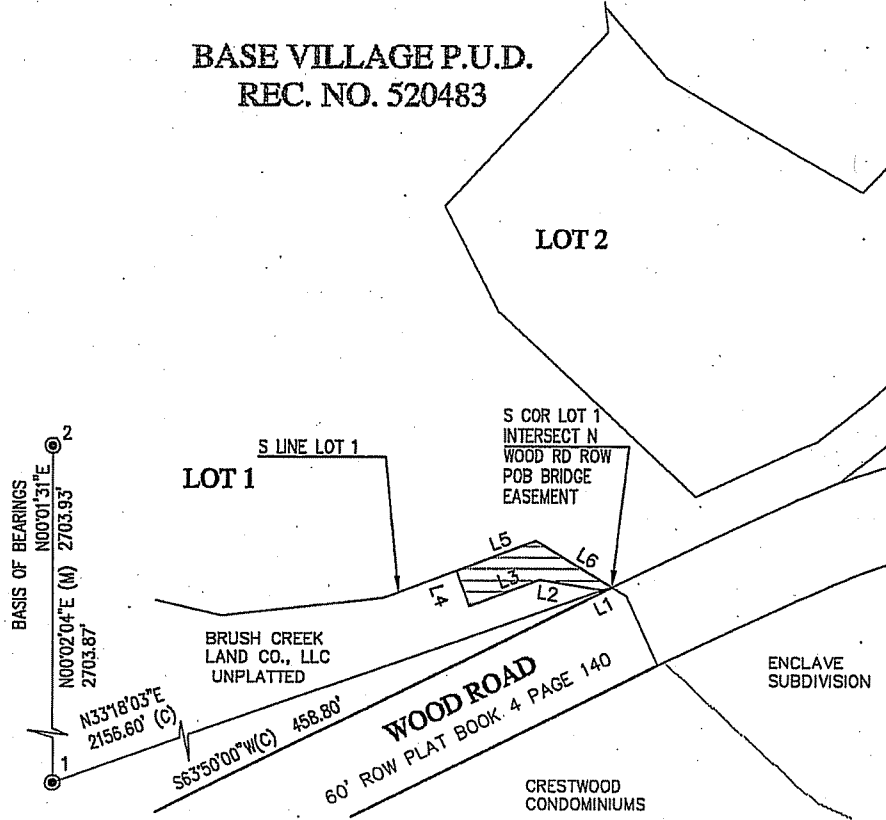 BASE VILLAGE P.U.D.
REC. NO. 520483
LOT 2
S COR LOT 1
INTERSECT N
WOOD RD ROW
POB BRIDGE
EASEMENT
S LINE LOT 1
LOT 1
2
BASIS OF BEARINGS
N00°01'31"E
2703.93'
N00°02'04"E (M)
2703.87'
L5
L6
L3
L4
L2
L1
BRUSH CREEK
LAND CO., LLC
UNPLATTED
N33°18'03"E
2156.60' (C)
1
S63°50'00"W(C) 458.80'
WOOD ROAD
60' ROW PLAT BOOK. 4 PAGE 140
ENCLAVE
SUBDIVISION
CRESTWOOD
CONDOMINIUMS